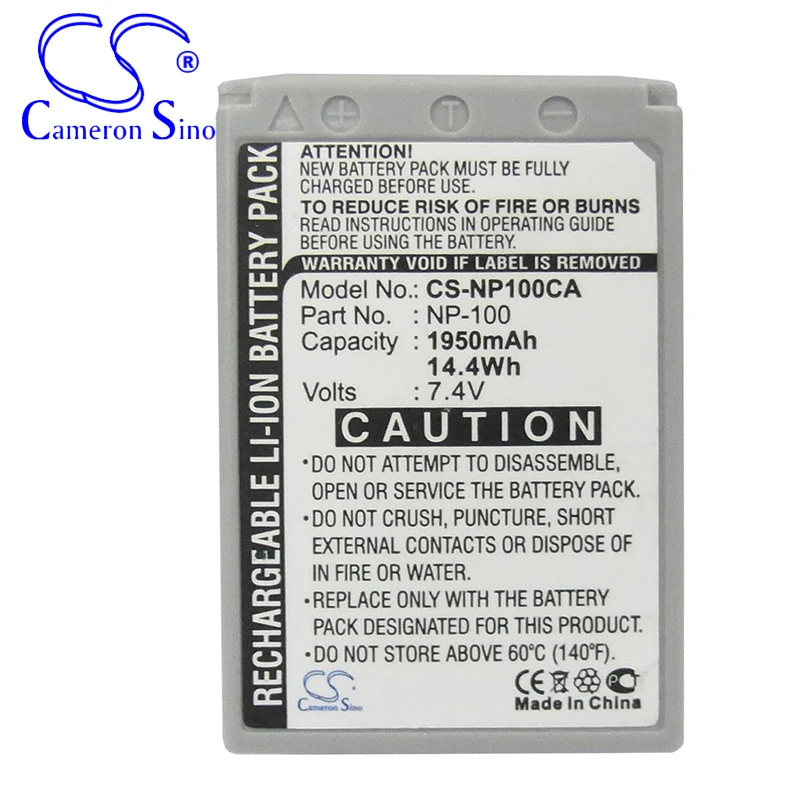 CS®
Cameron Sino
+ T –
RECHARGEABLE LI-ION BATTERY PACK
ATTENTION!
NEW BATTERY PACK MUST BE FULLY
CHARGED BEFORE USE.
TO REDUCE RISK OF FIRE OR BURNS
READ INSTRUCTIONS IN OPERATING GUIDE
BEFORE USING THE BATTERY.
WARRANTY VOID IF LABEL IS REMOVED
Model No.: CS-NP100CA
Part No. : NP-100
Capacity : 1950mAh
14.4Wh
Volts : 7.4V
CAUTION
•DO NOT ATTEMPT TO DISASSEMBLE,
OPEN OR SERVICE THE BATTERY PACK.
•DO NOT CRUSH, PUNCTURE, SHORT
EXTERNAL CONTACTS OR DISPOSE
IN FIRE OR WATER.
•REPLACE ONLY WITH THE BATTERY
PACK DESIGNATED FOR YOUR UNIT.
•DO NOT STORE ABOVE 60°C (140°F).
CS
Cameron Sino
CE
Made in China